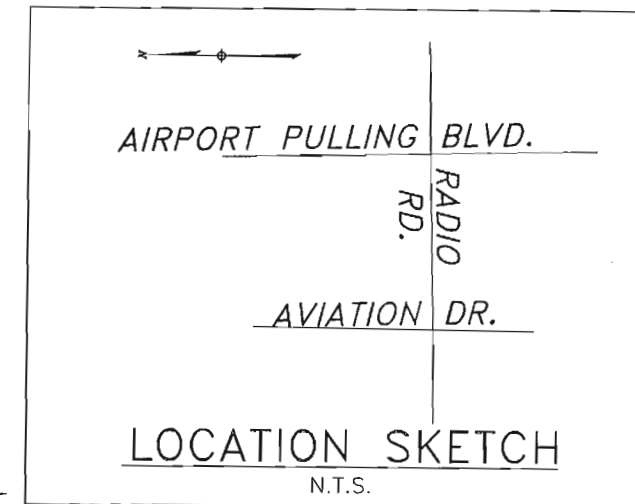 N
AIRPORT PULLING BLVD.
RADIO
RD.
AVIATION DR.
LOCATION SKETCH
N.T.S.